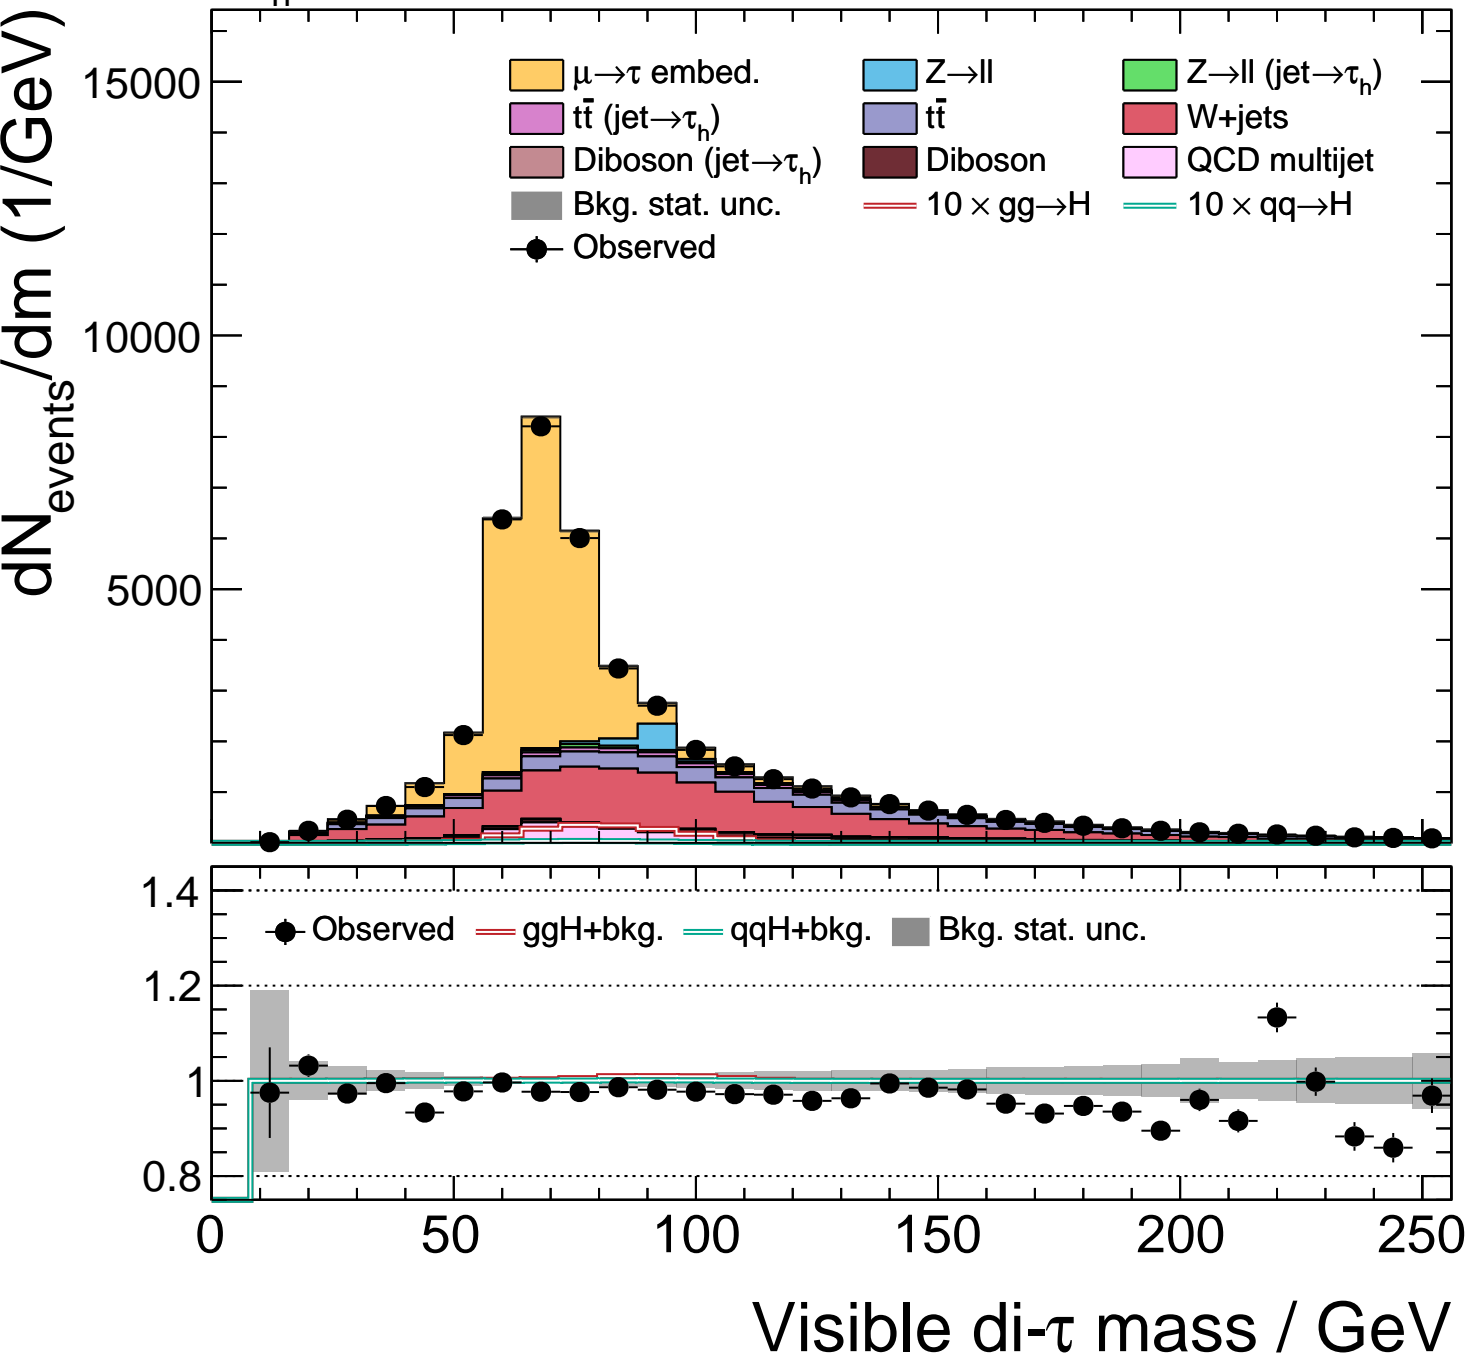 15000
μ→τ embed.
Z→ll
Z→ll (jet→τ_h)
tt̄ (jet→τ_h)
tt̄
W+jets
Diboson (jet→τ_h)
Diboson
QCD multijet
Bkg. stat. unc.
10 × gg→H
10 × qq→H
Observed
10000
5000
dN_events/dm (1/GeV)
1.4
Observed
ggH+bkg.
qqH+bkg.
Bkg. stat. unc.
1.2
1
0.8
0
50
100
150
200
250
Visible di-τ mass / GeV